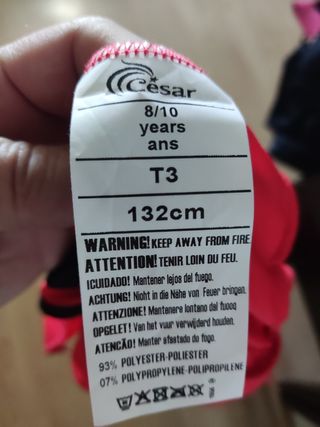 César
8/10
years
ans
T3
132cm
WARNING! KEEP AWAY FROM FIRE
ATTENTION! TENIR LOIN DU FEU.
¡CUIDADO! Mantener lejos del fuego.
ACHTUNG! Nicht in die Nähe von Feuer bringen.
ATTENZIONE! Mantenere lontano dal fuooq
OPGELET! Van het vuur verwijderd houden.
ATENCÃO! Manter afastado do fogo.
93% POLYESTER-POLIESTER
07% POLYPROPYLENE-POLIPROPILENE